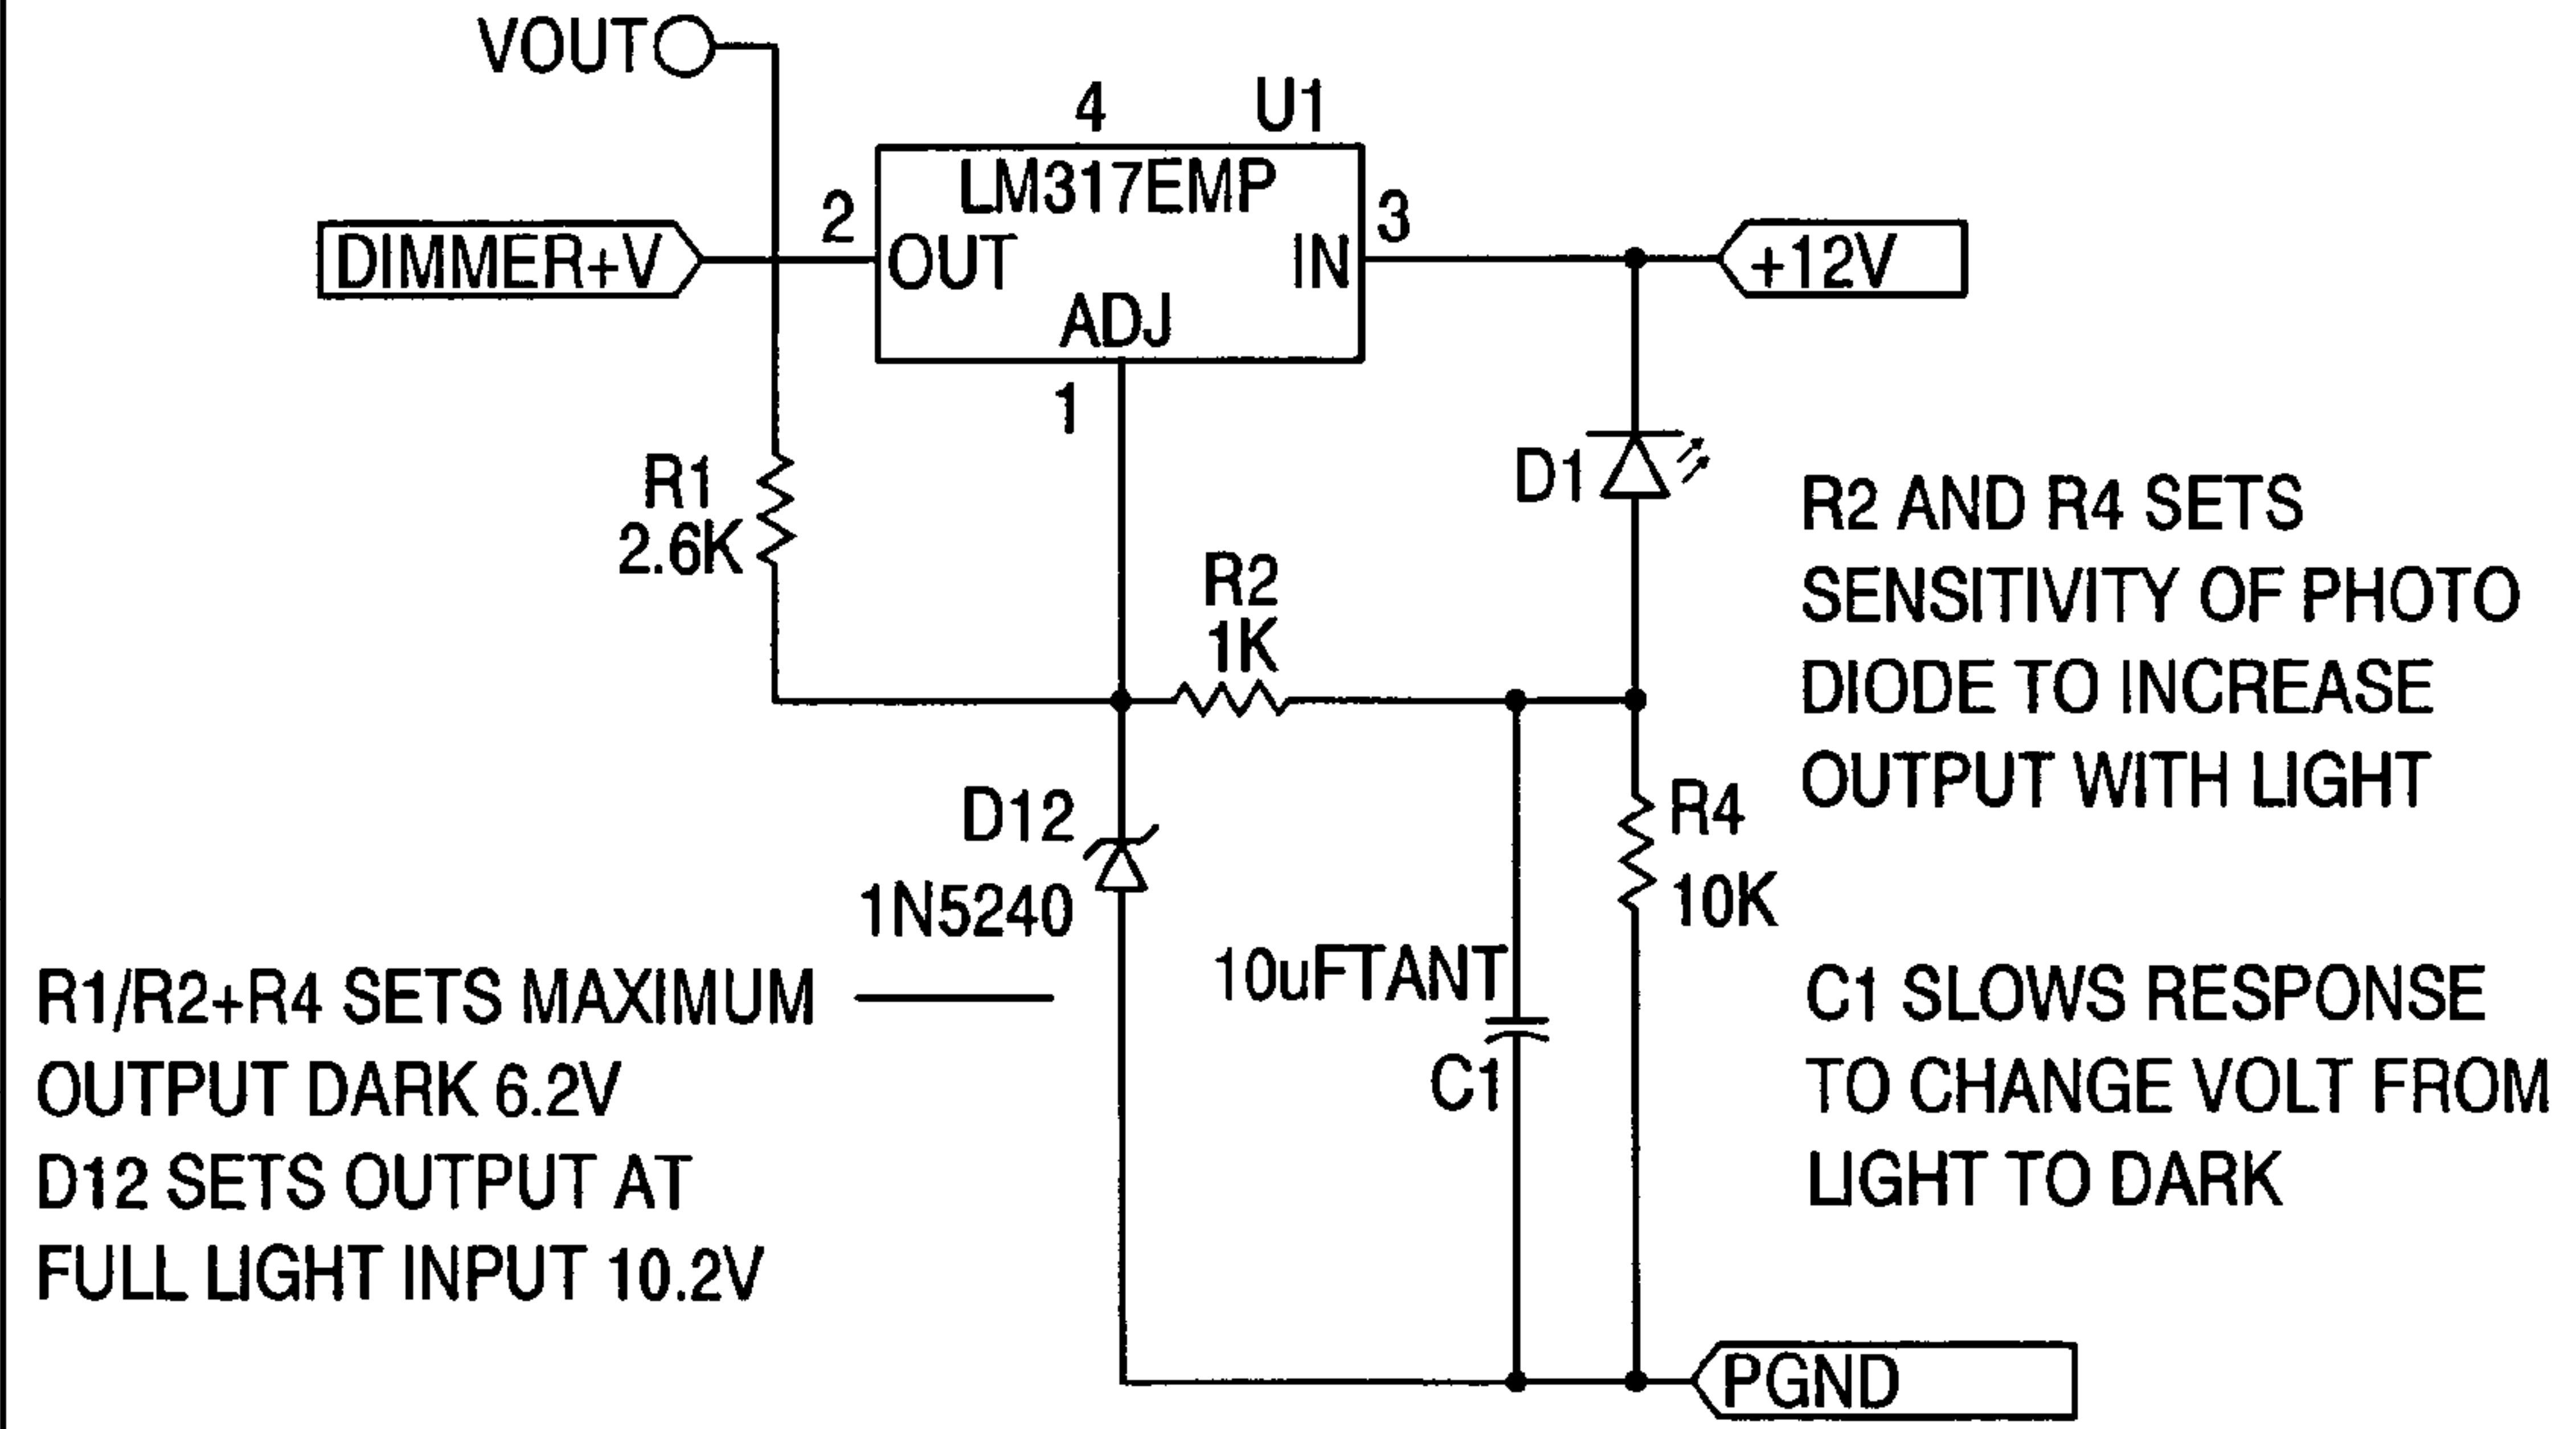 VOUT
4
U1
LM317EMP
2
3
DIMMER+V
OUT
IN
+12V
ADJ
1
R1
2.6K
D1
R2
1K
R2 AND R4 SETS
SENSITIVITY OF PHOTO
DIODE TO INCREASE
OUTPUT WITH LIGHT
D12
1N5240
R4
10K
10uFTANT
C1
R1/R2+R4 SETS MAXIMUM
OUTPUT DARK 6.2V
D12 SETS OUTPUT AT
FULL LIGHT INPUT 10.2V
C1 SLOWS RESPONSE
TO CHANGE VOLT FROM
LIGHT TO DARK
PGND